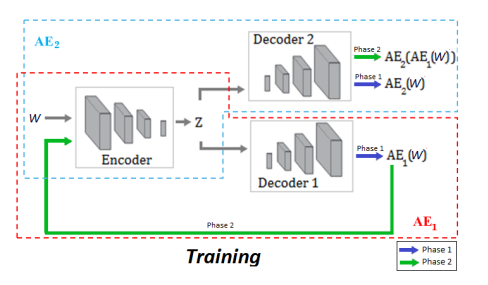 AE₂
Decoder 2
Phase 2
AE₂(AE₁(W))
Phase 1
AE₂(W)
W
Z
Encoder
Phase 1
AE₁(W)
Decoder 1
Phase 2
AE₁
Training
Phase 1
Phase 2